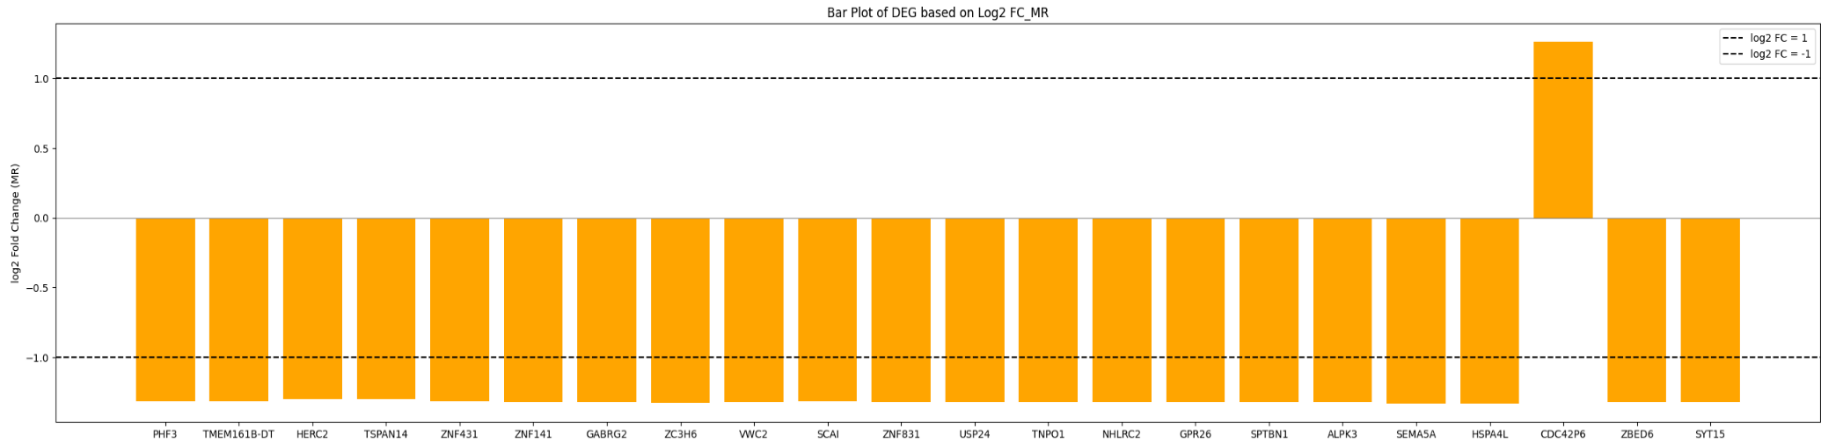 Bar Plot of DEG based on Log2 FC_MR
log2 FC = 1
log2 FC = -1
log2 Fold Change (MR)
1.0
0.5
0.0
−0.5
−1.0
PHF3 TMEM161B-DT HERC2 TSPAN14 ZNF431 ZNF141 GABRG2 ZC3H6 VWC2 SCAI ZNF831 USP24 TNPO1 NHLRC2 GPR26 SPTBN1 ALPK3 SEMA5A HSPA4L CDC42P6 ZBED6 SYT15